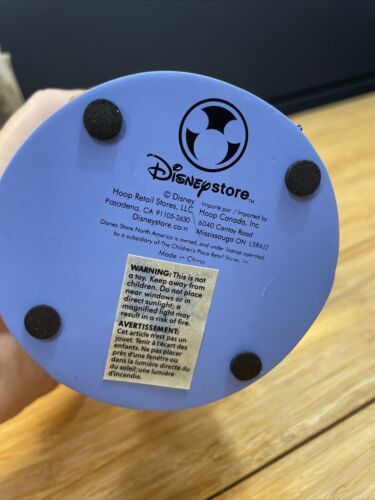 Disney store™
© Disney
Hoop Retail Stores, LLC
Pasadena, CA 91105-2630
Disneystore.com
Importé par / Imported by
Hoop Canada, Inc.
6040 Cantay Road
Mississauga ON L5R4J2
Disney Store North America is owned, and under license operated,
by a subsidiary of The Children's Place Retail Stores, Inc.
Made in China
WARNING: This is not
a toy. Keep away from
children. Do not place
near windows or in
direct sunlight; a
magnified light may
result in a risk of fire.
AVERTISSEMENT:
Cet article n'est pas un
jouet. Tenir à l'écart des
enfants. Ne pas placer
près d'une fenêtre ou
dans la lumière directe du
du soleil: une lumière
d'incendie.